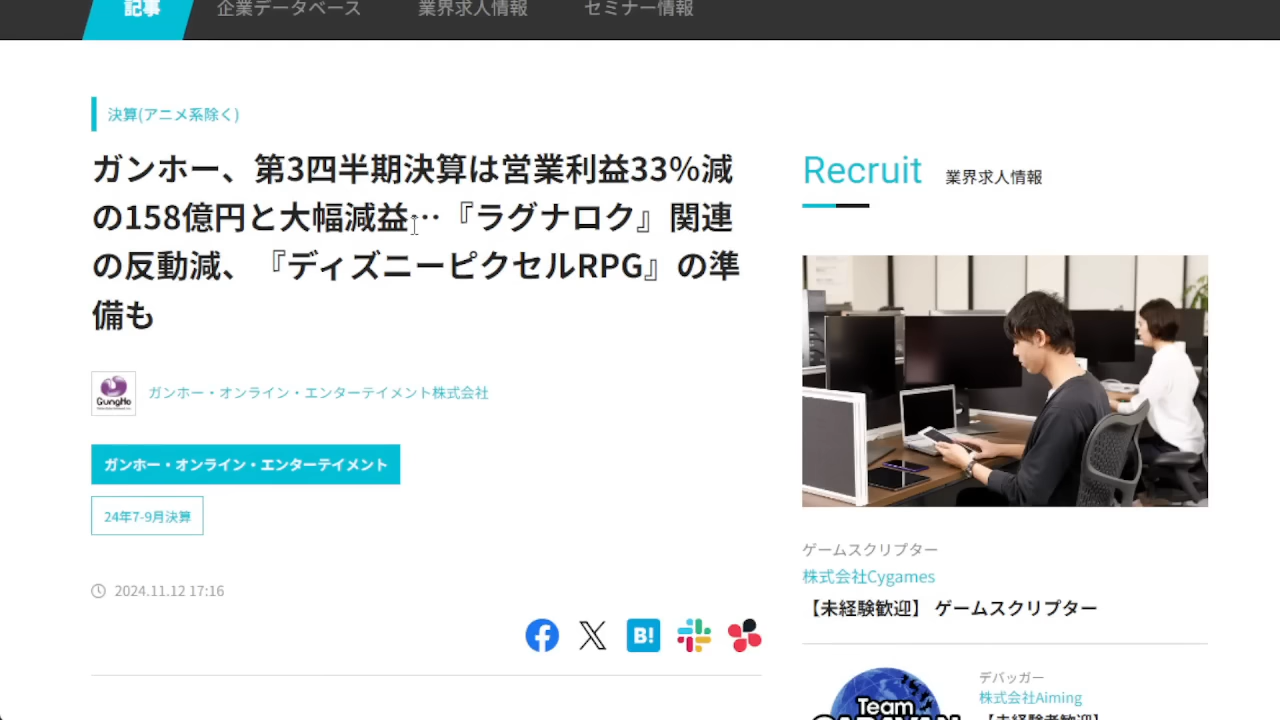 記事
企業データベース
業界求人情報
セミナー情報
決算(アニメ系除く)
ガンホー、第3四半期決算は営業利益33%減
の158億円と大幅減益…『ラグナロク』関連
の反動減、『ディズニーピクセルRPG』の準
備も
GungHo
ガンホー・オンライン・エンターテイメント株式会社
ガンホー・オンライン・エンターテイメント
24年7-9月決算
2024.11.12 17:16
B!
Recruit
業界求人情報
ゲームスクリプター
株式会社Cygames
【未経験歓迎】 ゲームスクリプター
デバッガー
株式会社Aiming
【未経験者歓迎】
Team
CARAVAN